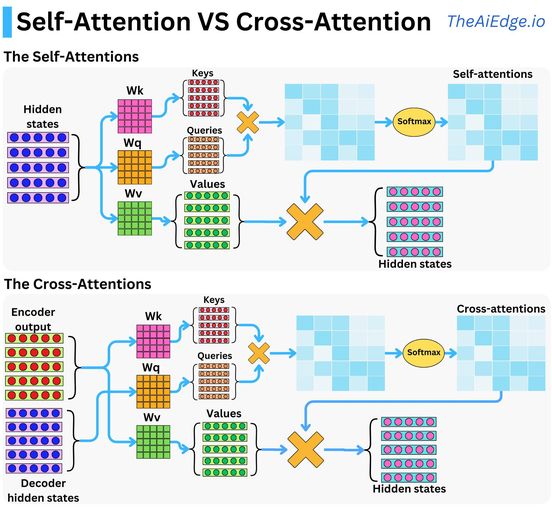 Self-Attention VS Cross-Attention
TheAiEdge.io
The Self-Attentions
Hidden
states
Wk
Wq
Wv
Keys
Queries
Values
Softmax
Self-attentions
Hidden states
The Cross-Attentions
Encoder
output
Decoder
hidden states
Wk
Wq
Wv
Keys
Queries
Values
Softmax
Cross-attentions
Hidden states